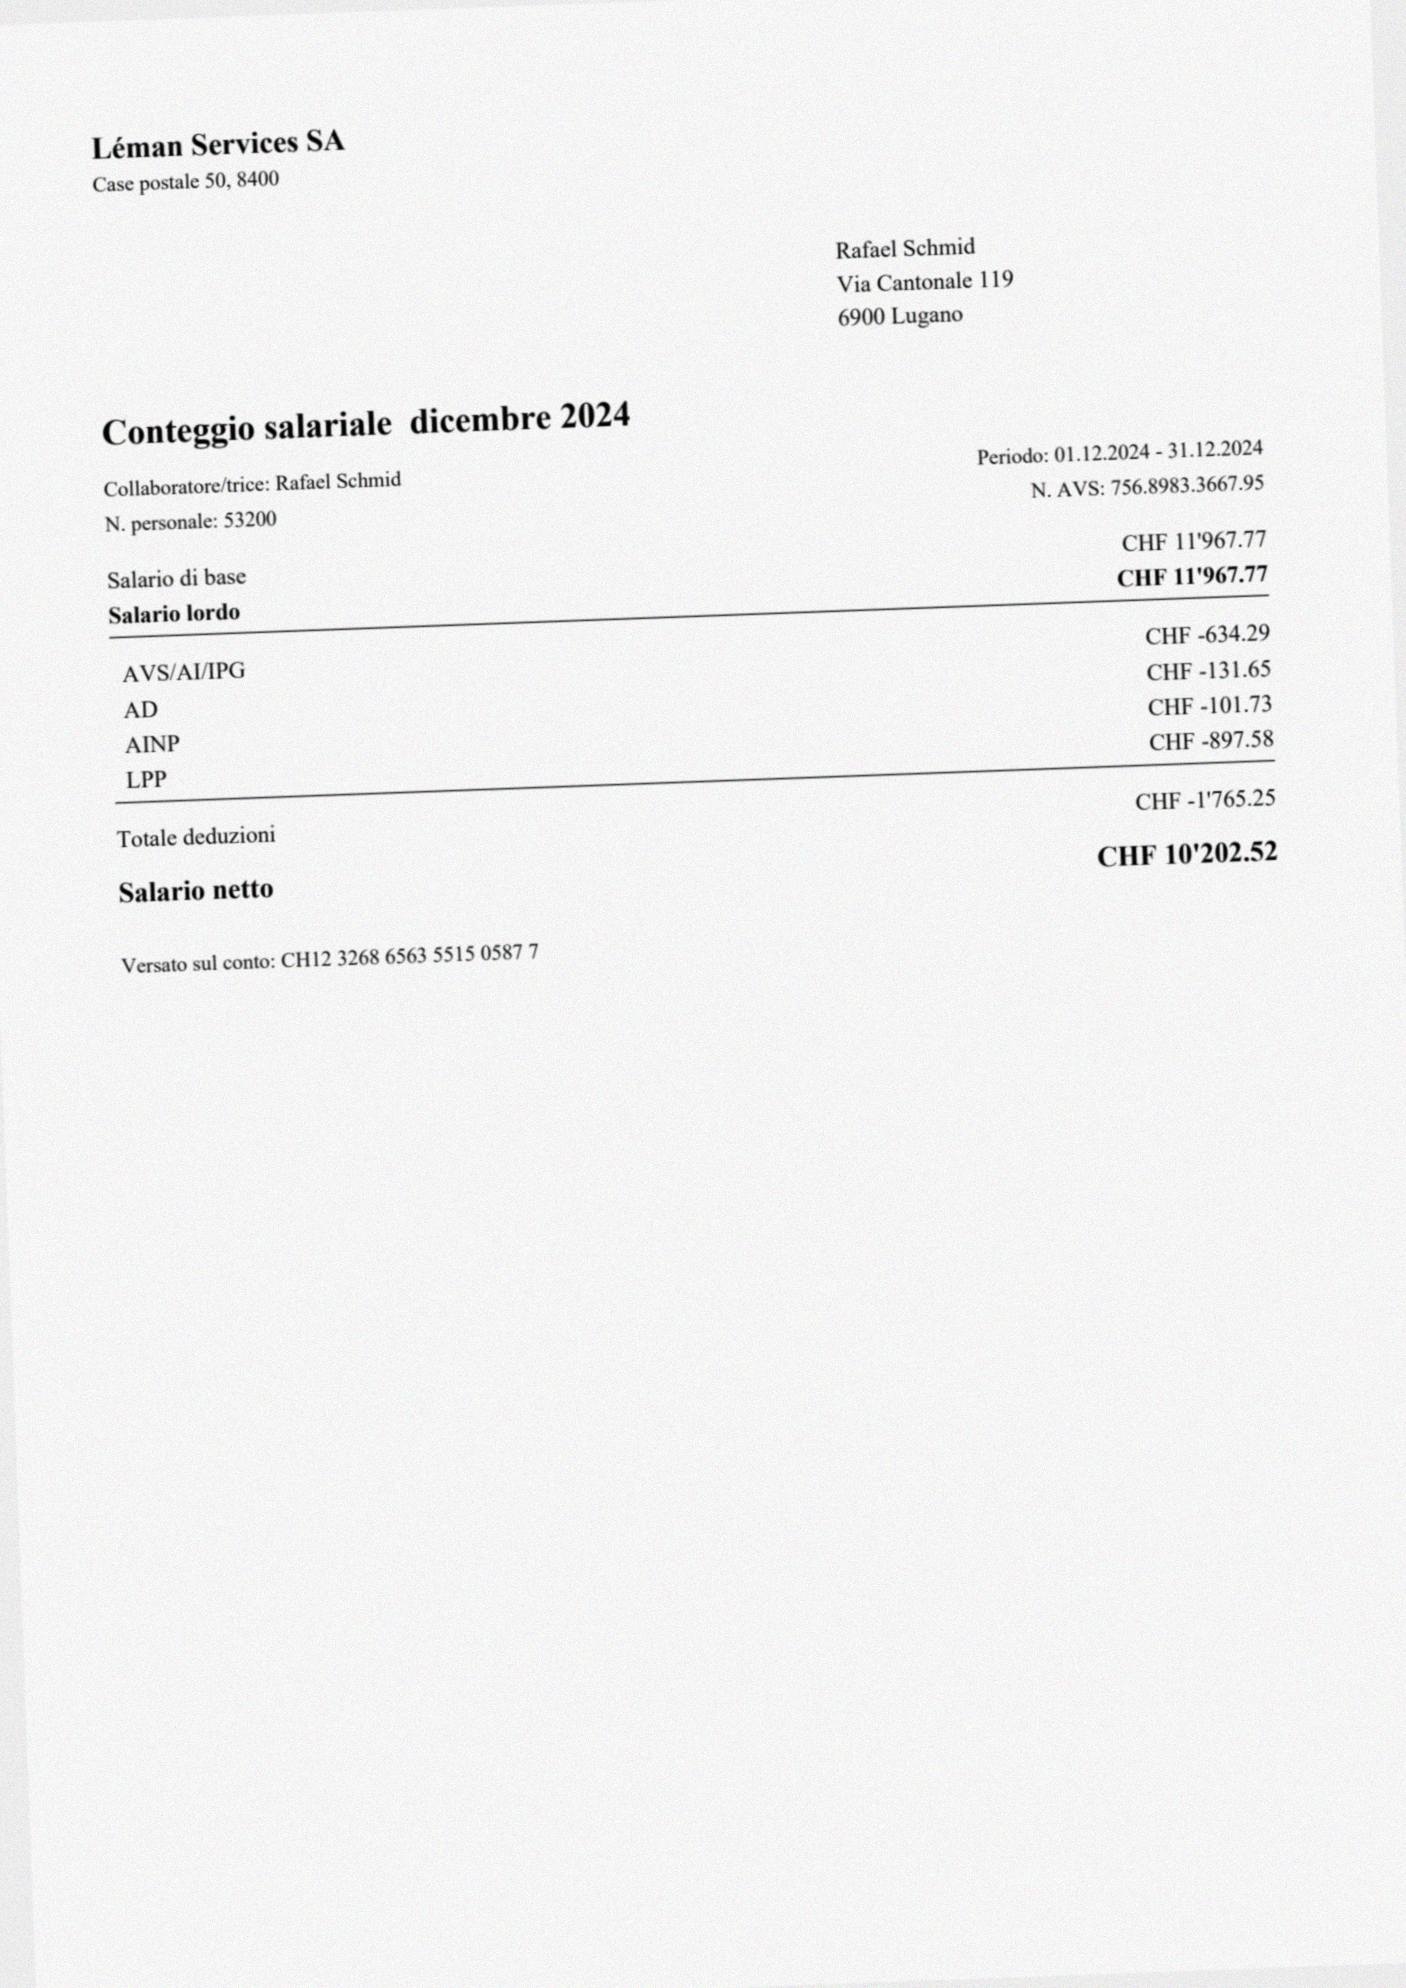 Léman Services SA
Case postale 50, 8400
Rafael Schmid
Via Cantonale 119
6900 Lugano
Conteggio salariale dicembre 2024
Collaboratore/trice: Rafael Schmid
Periodo: 01.12.2024 - 31.12.2024
N. personale: 53200
N. AVS: 756.8983.3667.95
Salario di base CHF 11'967.77
Salario lordo CHF 11'967.77
AVS/AI/IPG CHF -634.29
AD CHF -131.65
AINP CHF -101.73
LPP CHF -897.58
Totale deduzioni CHF -1'765.25
Salario netto CHF 10'202.52
Versato sul conto: CH12 3268 6563 5515 0587 7